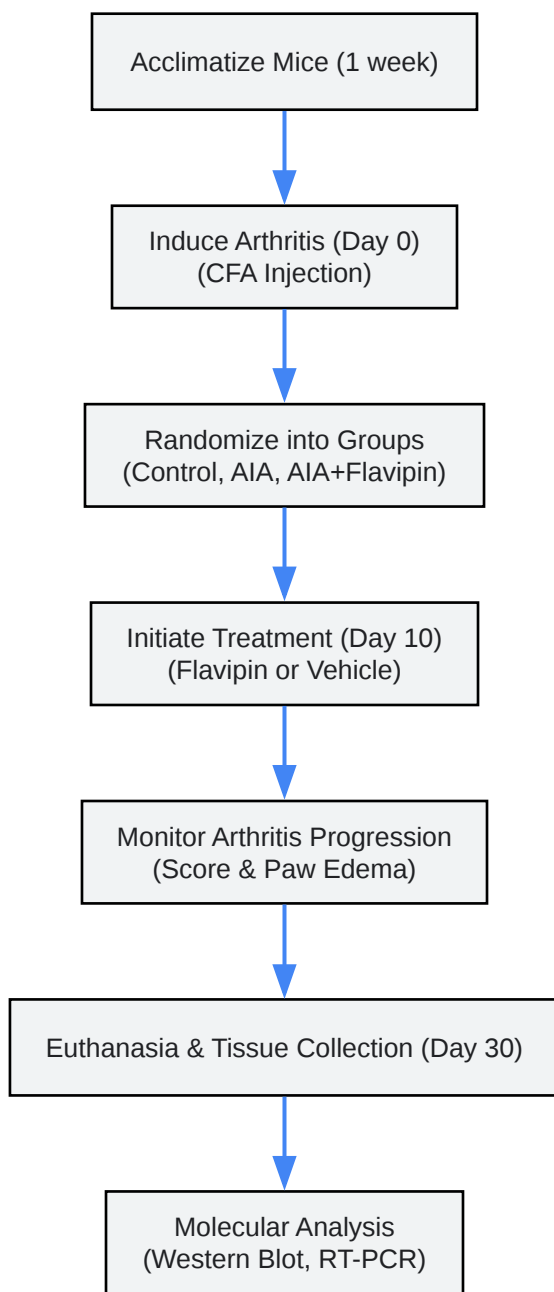 Acclimatize Mice (1 week)
Induce Arthritis (Day 0)
(CFA Injection)
Randomize into Groups
(Control, AIA, AIA+Flavipin)
Initiate Treatment (Day 10)
(Flavipin or Vehicle)
Monitor Arthritis Progression
(Score & Paw Edema)
Euthanasia & Tissue Collection (Day 30)
Molecular Analysis
(Western Blot, RT-PCR)